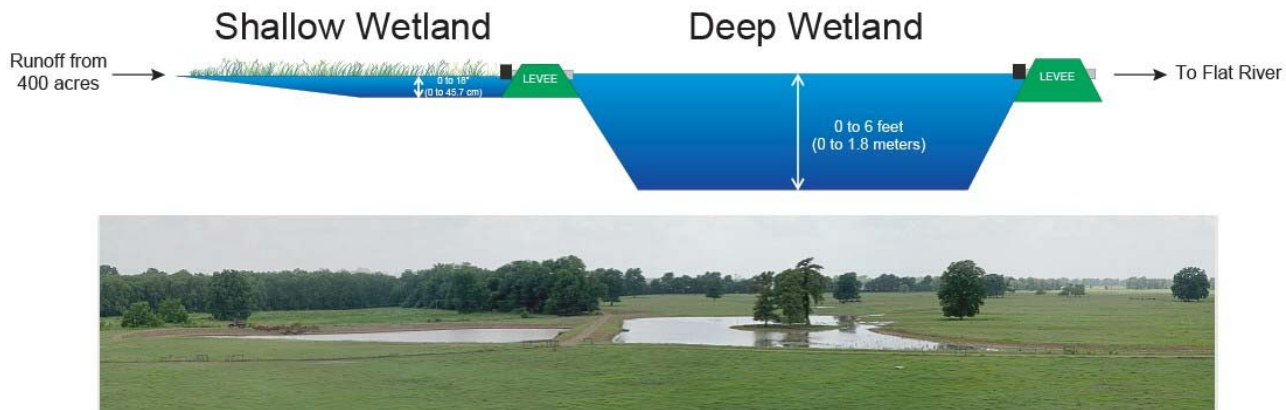 Shallow Wetland
Deep Wetland
Runoff from
400 acres
0 to 18"
(0 to 45.7 cm)
LEVEE
0 to 6 feet
(0 to 1.8 meters)
LEVEE
To Flat River